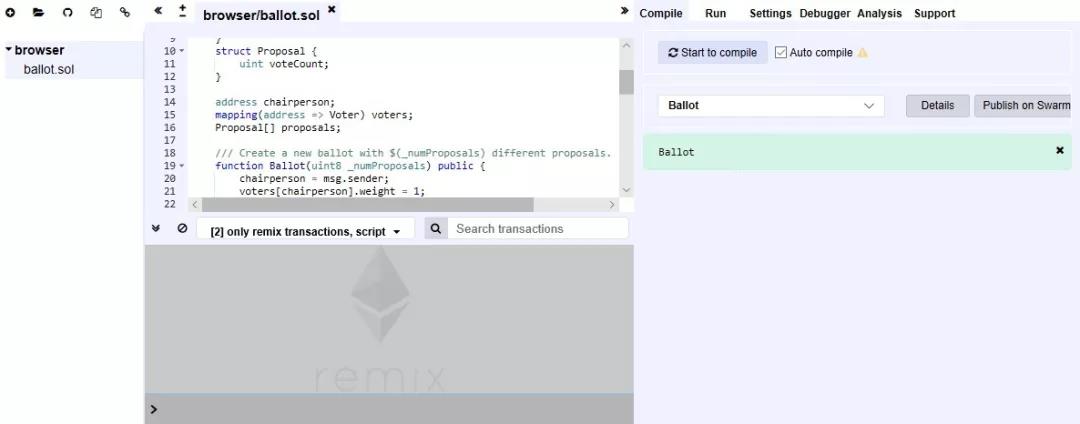 browser/ballot.sol
Compile Run Settings Debugger Analysis Support
browser
ballot.sol
9 }
10 struct Proposal {
11 uint voteCount;
12 }
13
14 address chairperson;
15 mapping(address => Voter) voters;
16 Proposal[] proposals;
17
18 /// Create a new ballot with $(_numProposals) different proposals.
19 function Ballot(uint8 _numProposals) public {
20 chairperson = msg.sender;
21 voters[chairperson].weight = 1;
22
[2] only remix transactions, script
Search transactions
remix
Start to compile
Auto compile
Ballot
Details
Publish on Swarm
Ballot